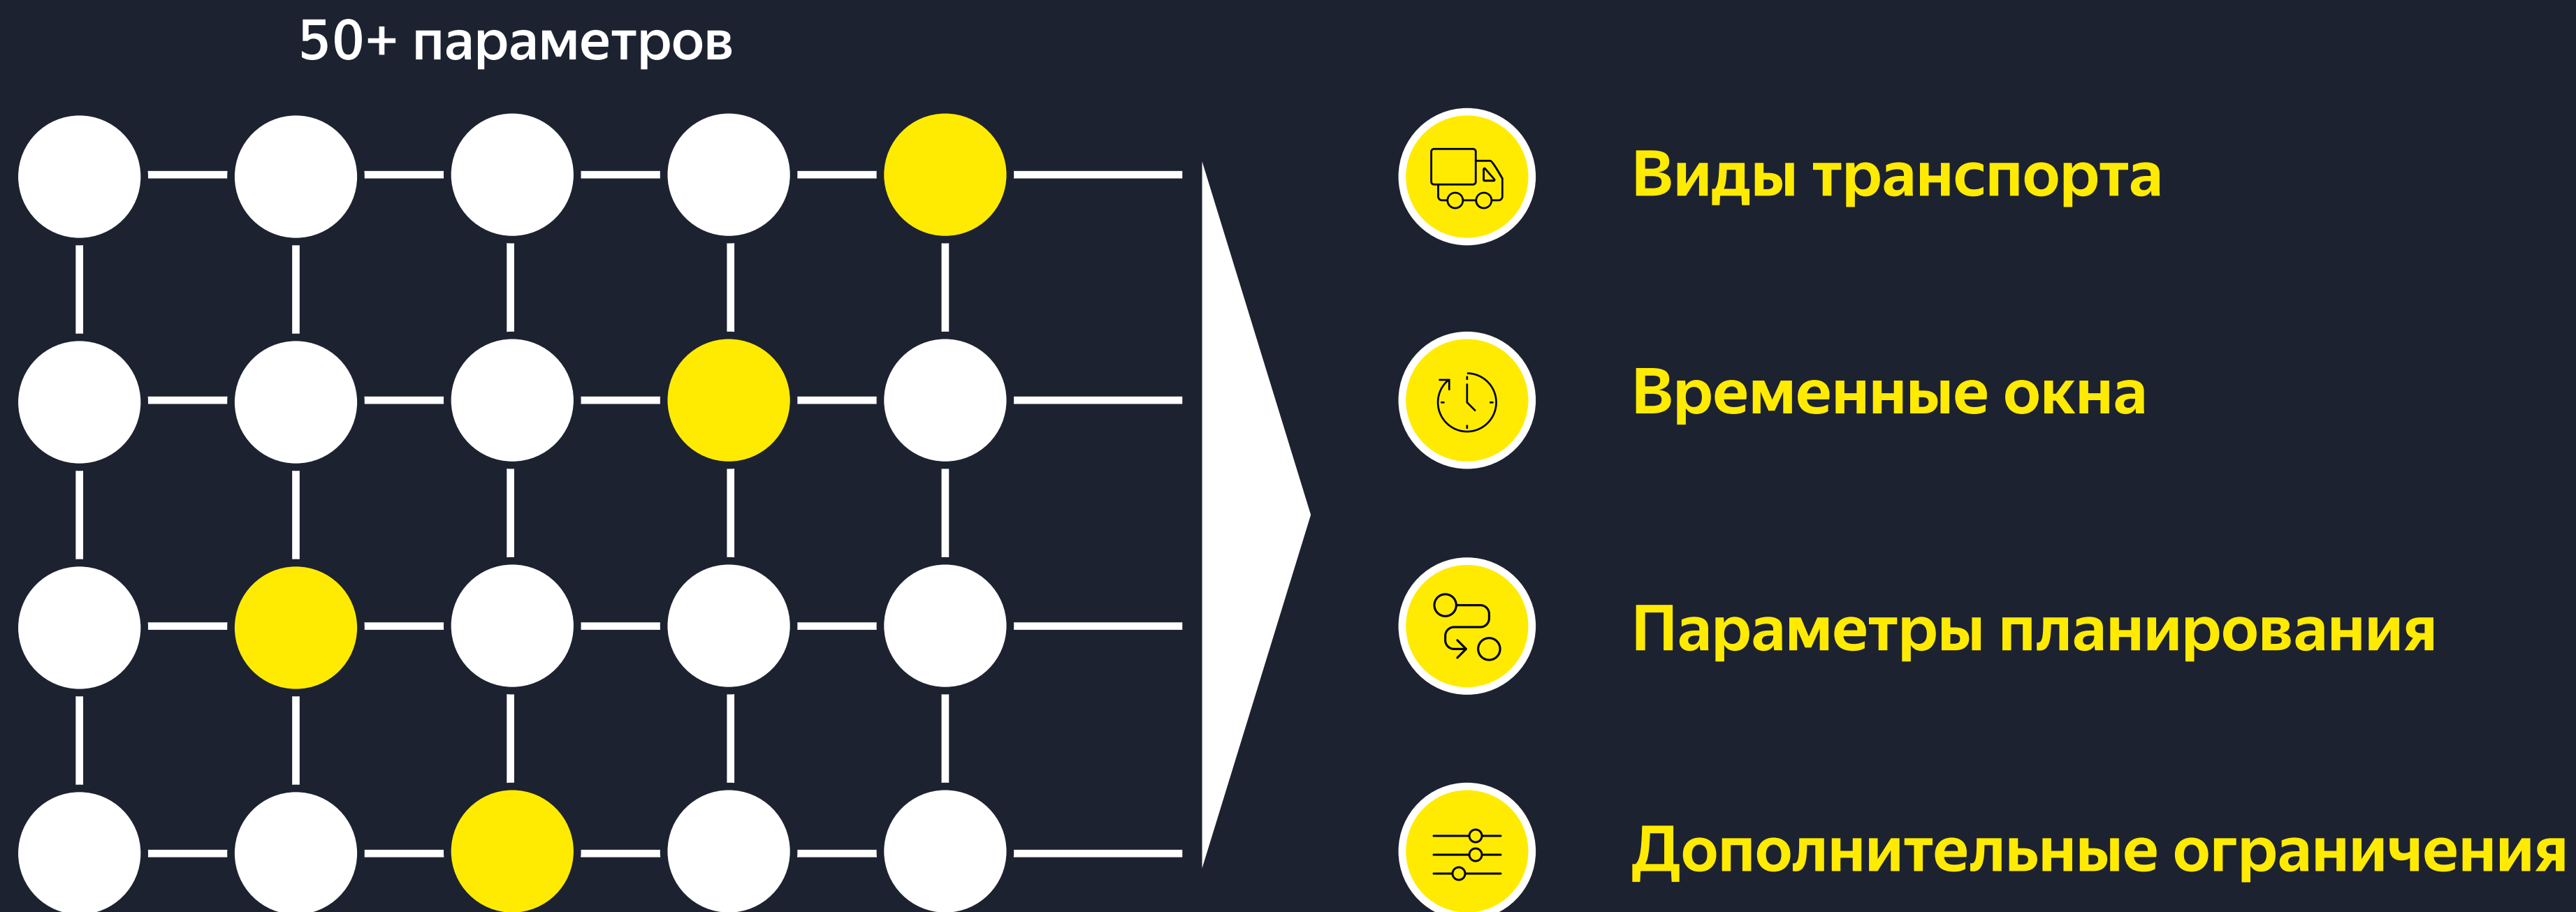 50+ параметров
Виды транспорта
Временные окна
Параметры планирования
Дополнительные ограничения